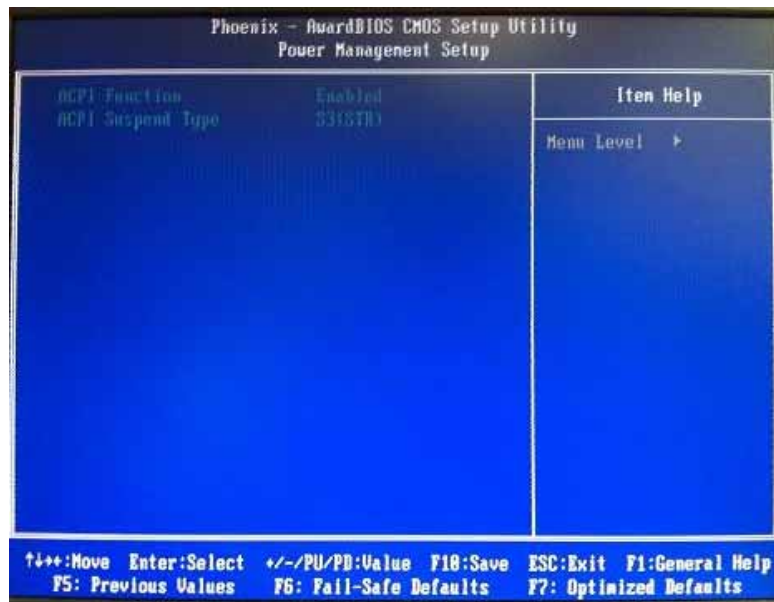 Phoenix - AwardBIOS CMOS Setup Utility
Power Management Setup
ACPI Function Enabled
ACPI Suspend Type S3(STR)
Item Help
Menu Level ▸
↑↓↔:Move Enter:Select +/-/PU/PD:Value F10:Save ESC:Exit F1:General Help
F5: Previous Values F6: Fail-Safe Defaults F7: Optimized Defaults